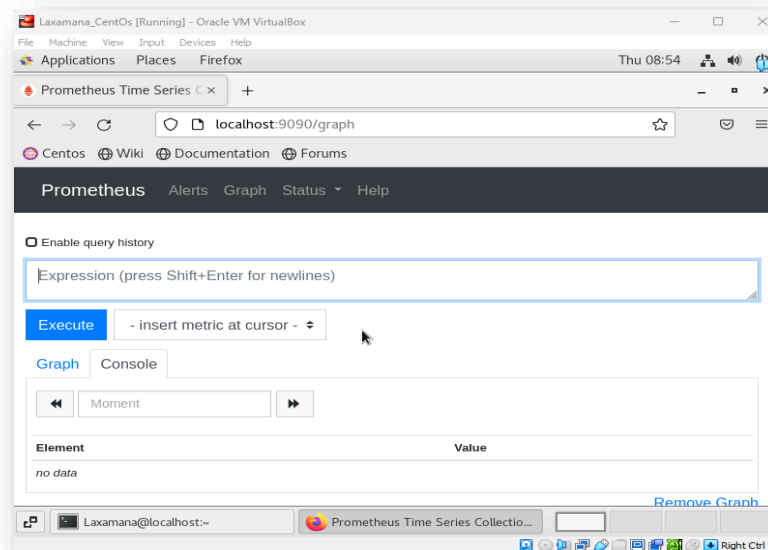 Laxamana_CentOs [Running] - Oracle VM VirtualBox
File Machine View Input Devices Help
Applications Places Firefox Thu 08:54
Prometheus Time Series C × +
localhost:9090/graph
Centos Wiki Documentation Forums
Prometheus Alerts Graph Status Help
Enable query history
Expression (press Shift+Enter for newlines)
Execute - insert metric at cursor -
Graph Console
Moment
Element Value
no data
Remove Graph
Laxamana@localhost:~ Prometheus Time Series Collectio...
Right Ctrl